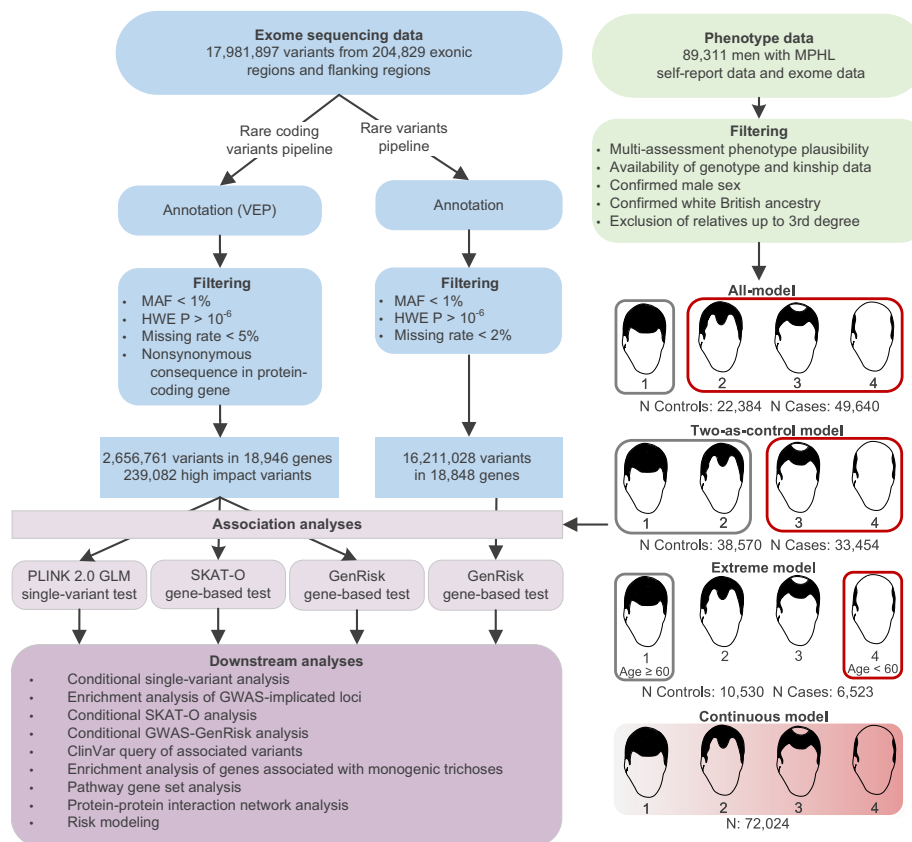 Exome sequencing data
17,981,897 variants from 204,829 exonic
regions and flanking regions
Rare coding
variants pipeline
Rare variants
pipeline
Annotation (VEP)
Annotation
Filtering
• MAF < 1%
• HWE P > 10⁻⁶
• Missing rate < 5%
• Nonsynonymous
consequence in protein-
coding gene
Filtering
• MAF < 1%
• HWE P > 10⁻⁶
• Missing rate < 2%
2,656,761 variants in 18,946 genes
239,082 high impact variants
16,211,028 variants
in 18,848 genes
Association analyses
PLINK 2.0 GLM
single-variant test
SKAT-O
gene-based test
GenRisk
gene-based test
GenRisk
gene-based test
Downstream analyses
• Conditional single-variant analysis
• Enrichment analysis of GWAS-implicated loci
• Conditional SKAT-O analysis
• Conditional GWAS-GenRisk analysis
• ClinVar query of associated variants
• Enrichment analysis of genes associated with monogenic trichoses
• Pathway gene set analysis
• Protein-protein interaction network analysis
• Risk modeling
Phenotype data
89,311 men with MPHL
self-report data and exome data
Filtering
• Multi-assessment phenotype plausibility
• Availability of genotype and kinship data
• Confirmed male sex
• Confirmed white British ancestry
• Exclusion of relatives up to 3rd degree
All-model
1 2 3 4
N Controls: 22,384 N Cases: 49,640
Two-as-control model
1 2 3 4
N Controls: 38,570 N Cases: 33,454
Extreme model
1 2 3 4
Age ≥ 60 Age < 60
N Controls: 10,530 N Cases: 6,523
Continuous model
1 2 3 4
N: 72,024